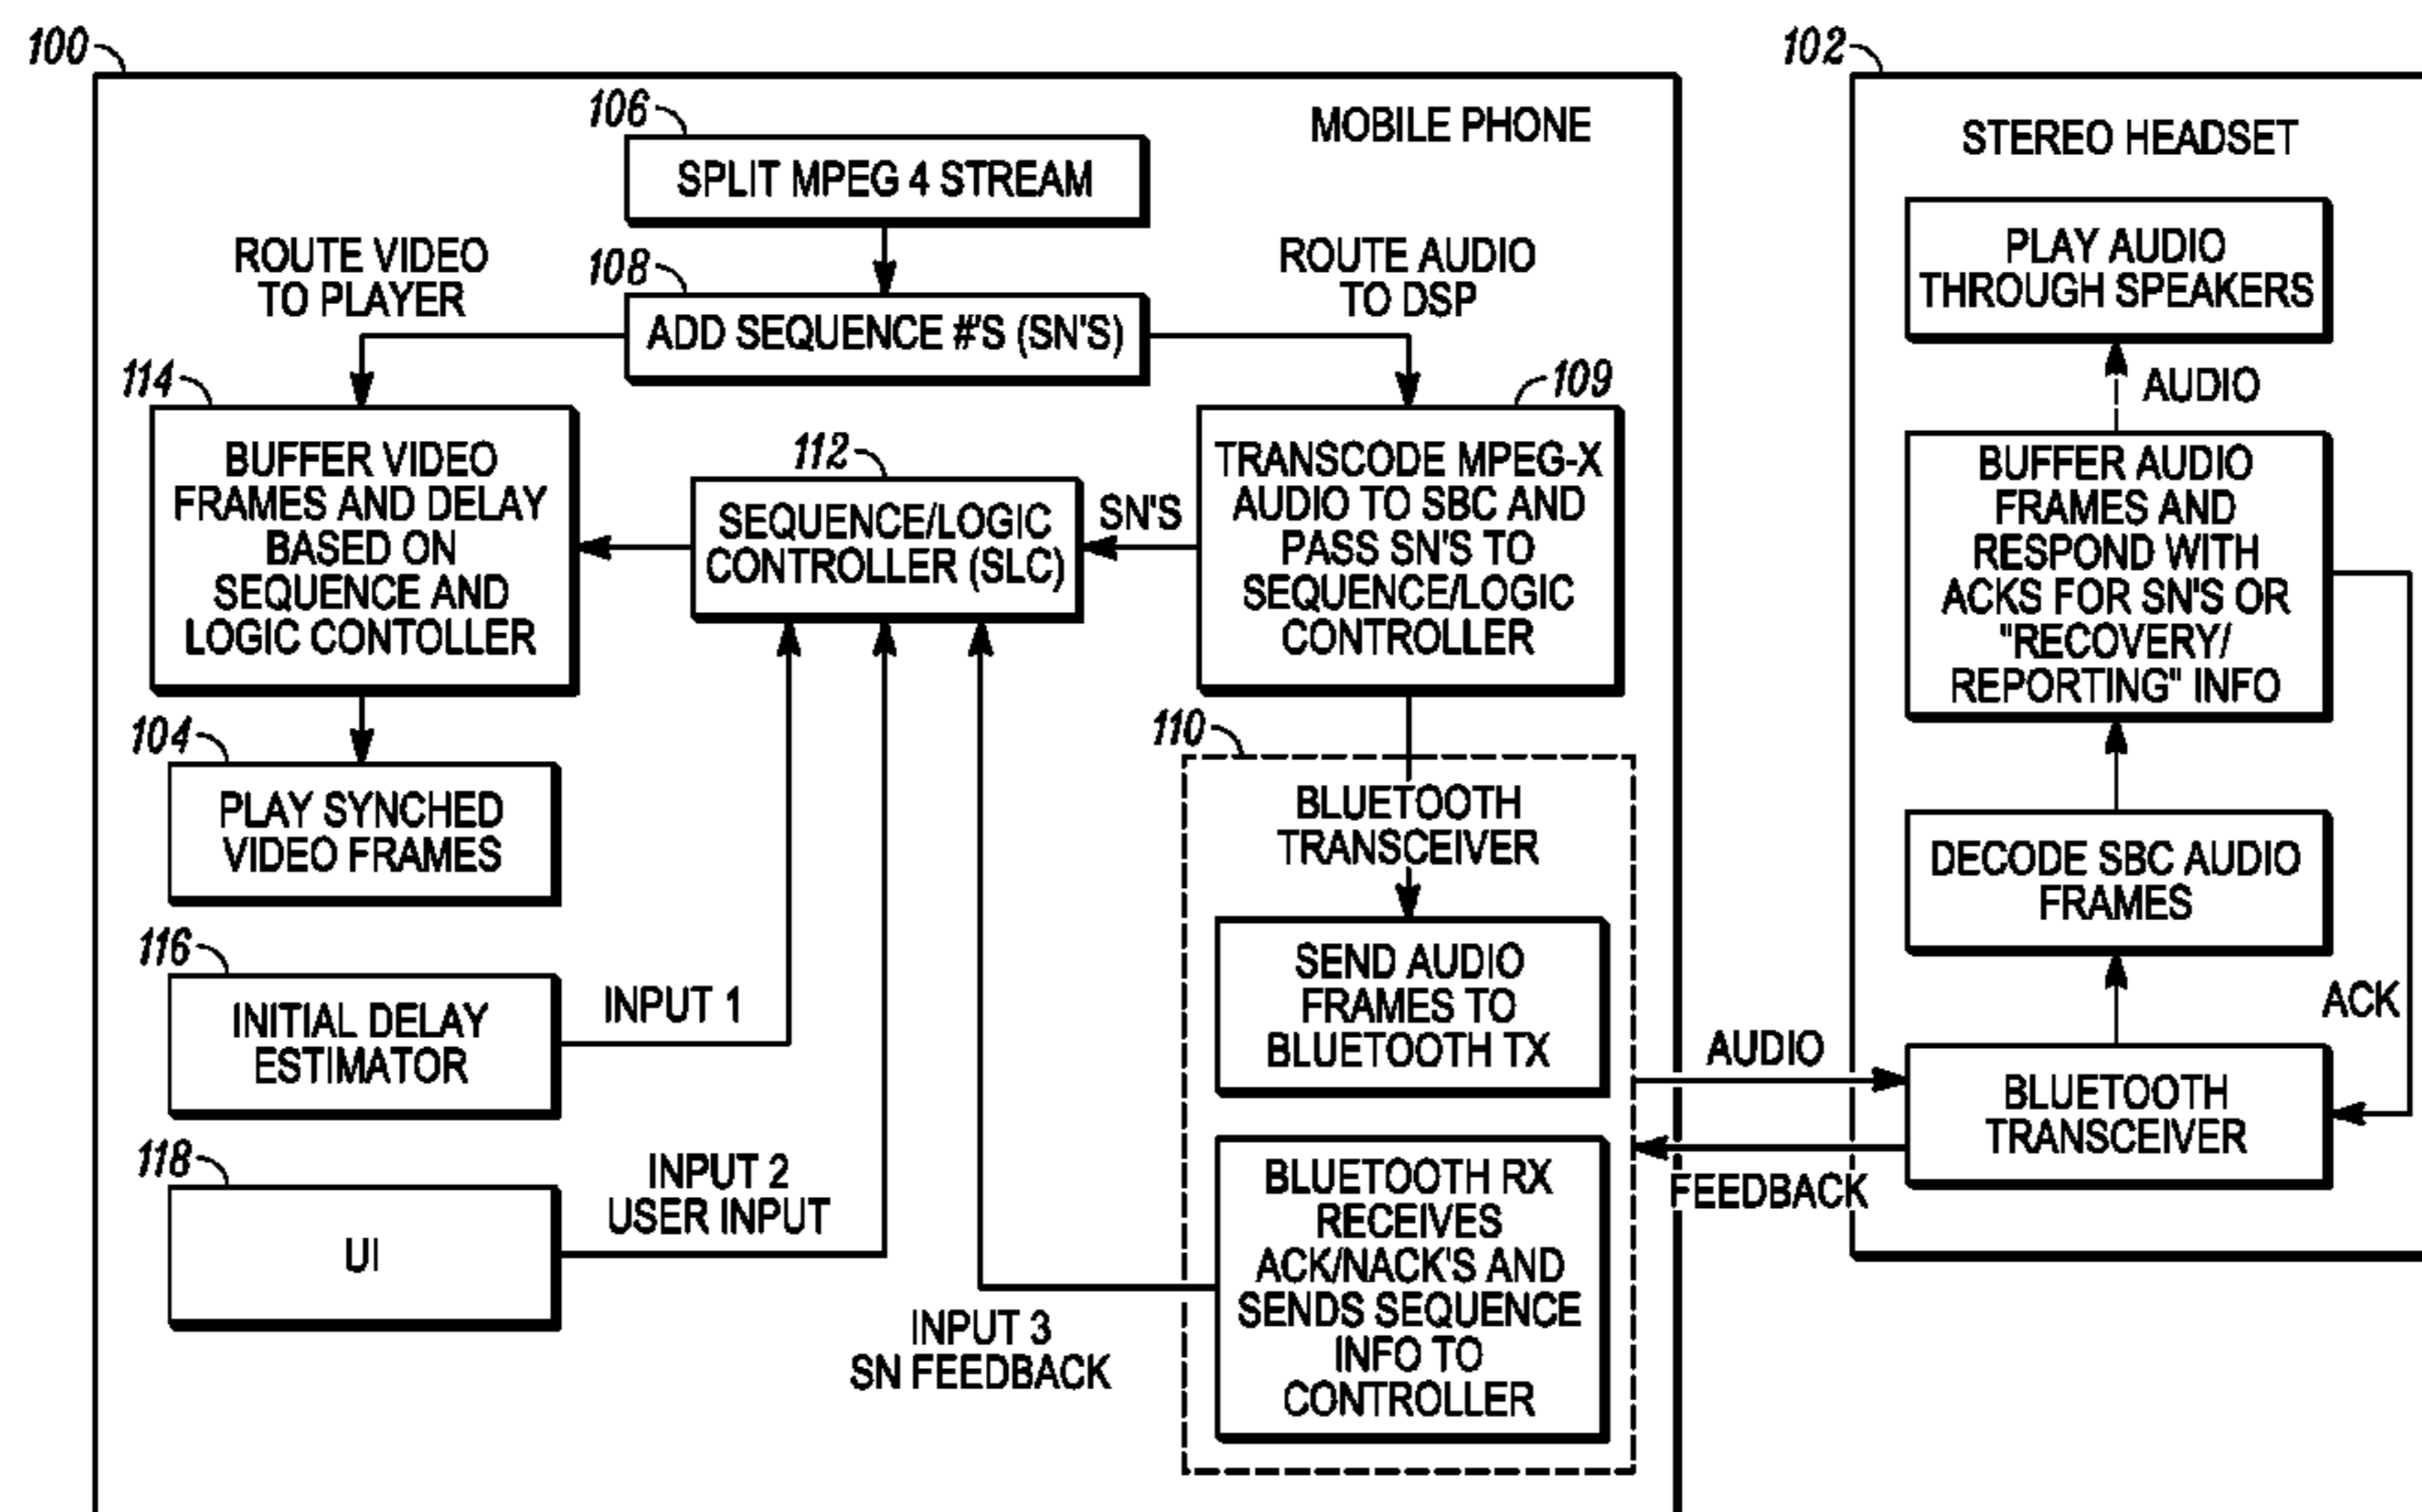 100
102
106
MOBILE PHONE
STEREO HEADSET
SPLIT MPEG 4 STREAM
ROUTE VIDEO
TO PLAYER
108
ROUTE AUDIO
TO DSP
ADD SEQUENCE #'S (SN'S)
114
BUFFER VIDEO
FRAMES AND DELAY
BASED ON
SEQUENCE AND
LOGIC CONTOLLER
112
SEQUENCE/LOGIC
CONTROLLER (SLC)
SN'S
109
TRANSCODE MPEG-X
AUDIO TO SBC AND
PASS SN'S TO
SEQUENCE/LOGIC
CONTROLLER
104
PLAY SYNCHED
VIDEO FRAMES
110
BLUETOOTH
TRANSCEIVER
116
INITIAL DELAY
ESTIMATOR
INPUT 1
SEND AUDIO
FRAMES TO
BLUETOOTH TX
118
UI
INPUT 2
USER INPUT
BLUETOOTH RX
RECEIVES
ACK/NACK'S AND
SENDS SEQUENCE
INFO TO
CONTROLLER
INPUT 3
SN FEEDBACK
AUDIO
FEEDBACK
PLAY AUDIO
THROUGH SPEAKERS
AUDIO
BUFFER AUDIO
FRAMES AND
RESPOND WITH
ACKS FOR SN'S OR
"RECOVERY/
REPORTING" INFO
DECODE SBC AUDIO
FRAMES
ACK
BLUETOOTH
TRANSCEIVER